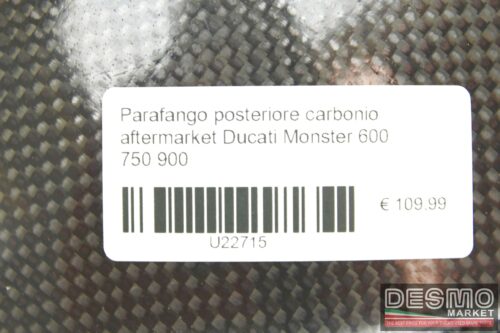 Parafango posteriore carbonio
aftermarket Ducati Monster 600
750 900
€ 109.99
U22715
DESMO
MARKET